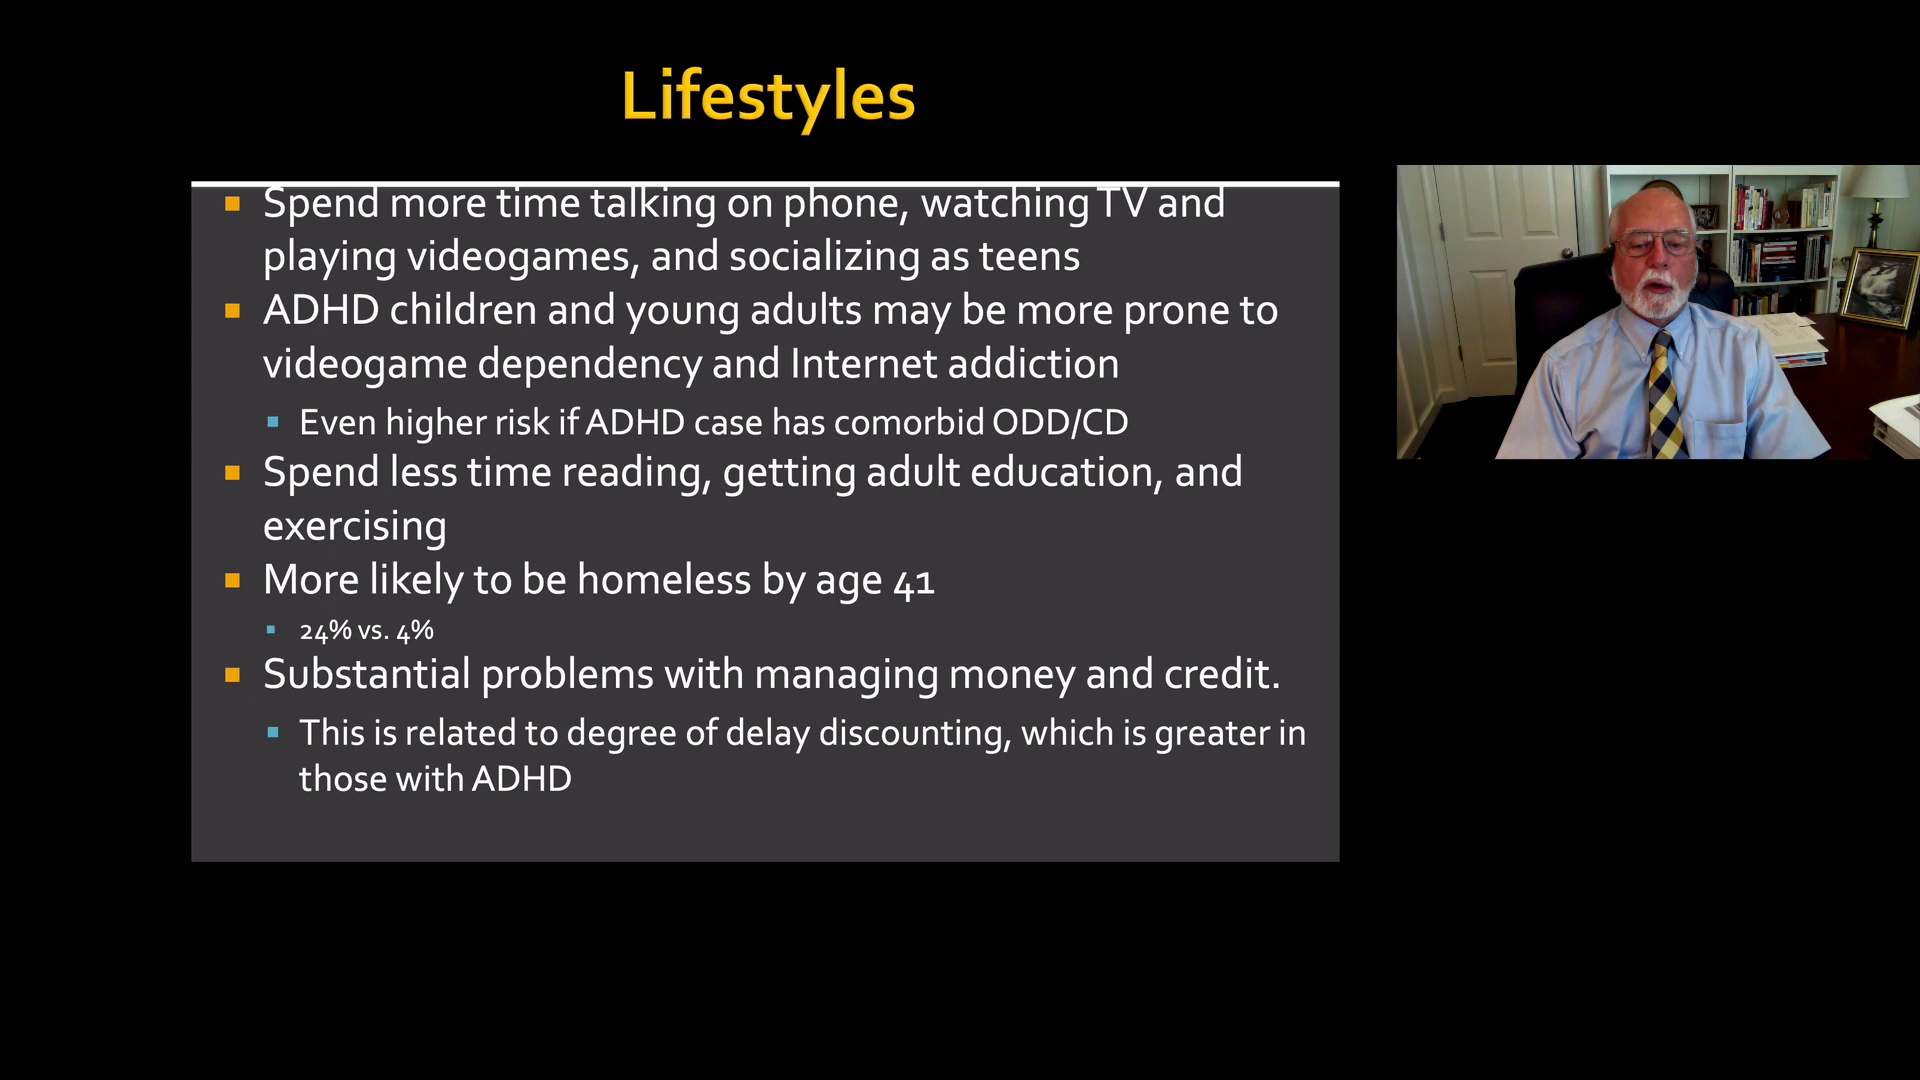 Lifestyles
Spend more time talking on phone, watching TV and
playing videogames, and socializing as teens
ADHD children and young adults may be more prone to
videogame dependency and Internet addiction
Even higher risk if ADHD case has comorbid ODD/CD
Spend less time reading, getting adult education, and
exercising
More likely to be homeless by age 41
24% vs. 4%
Substantial problems with managing money and credit.
This is related to degree of delay discounting, which is greater in
those with ADHD